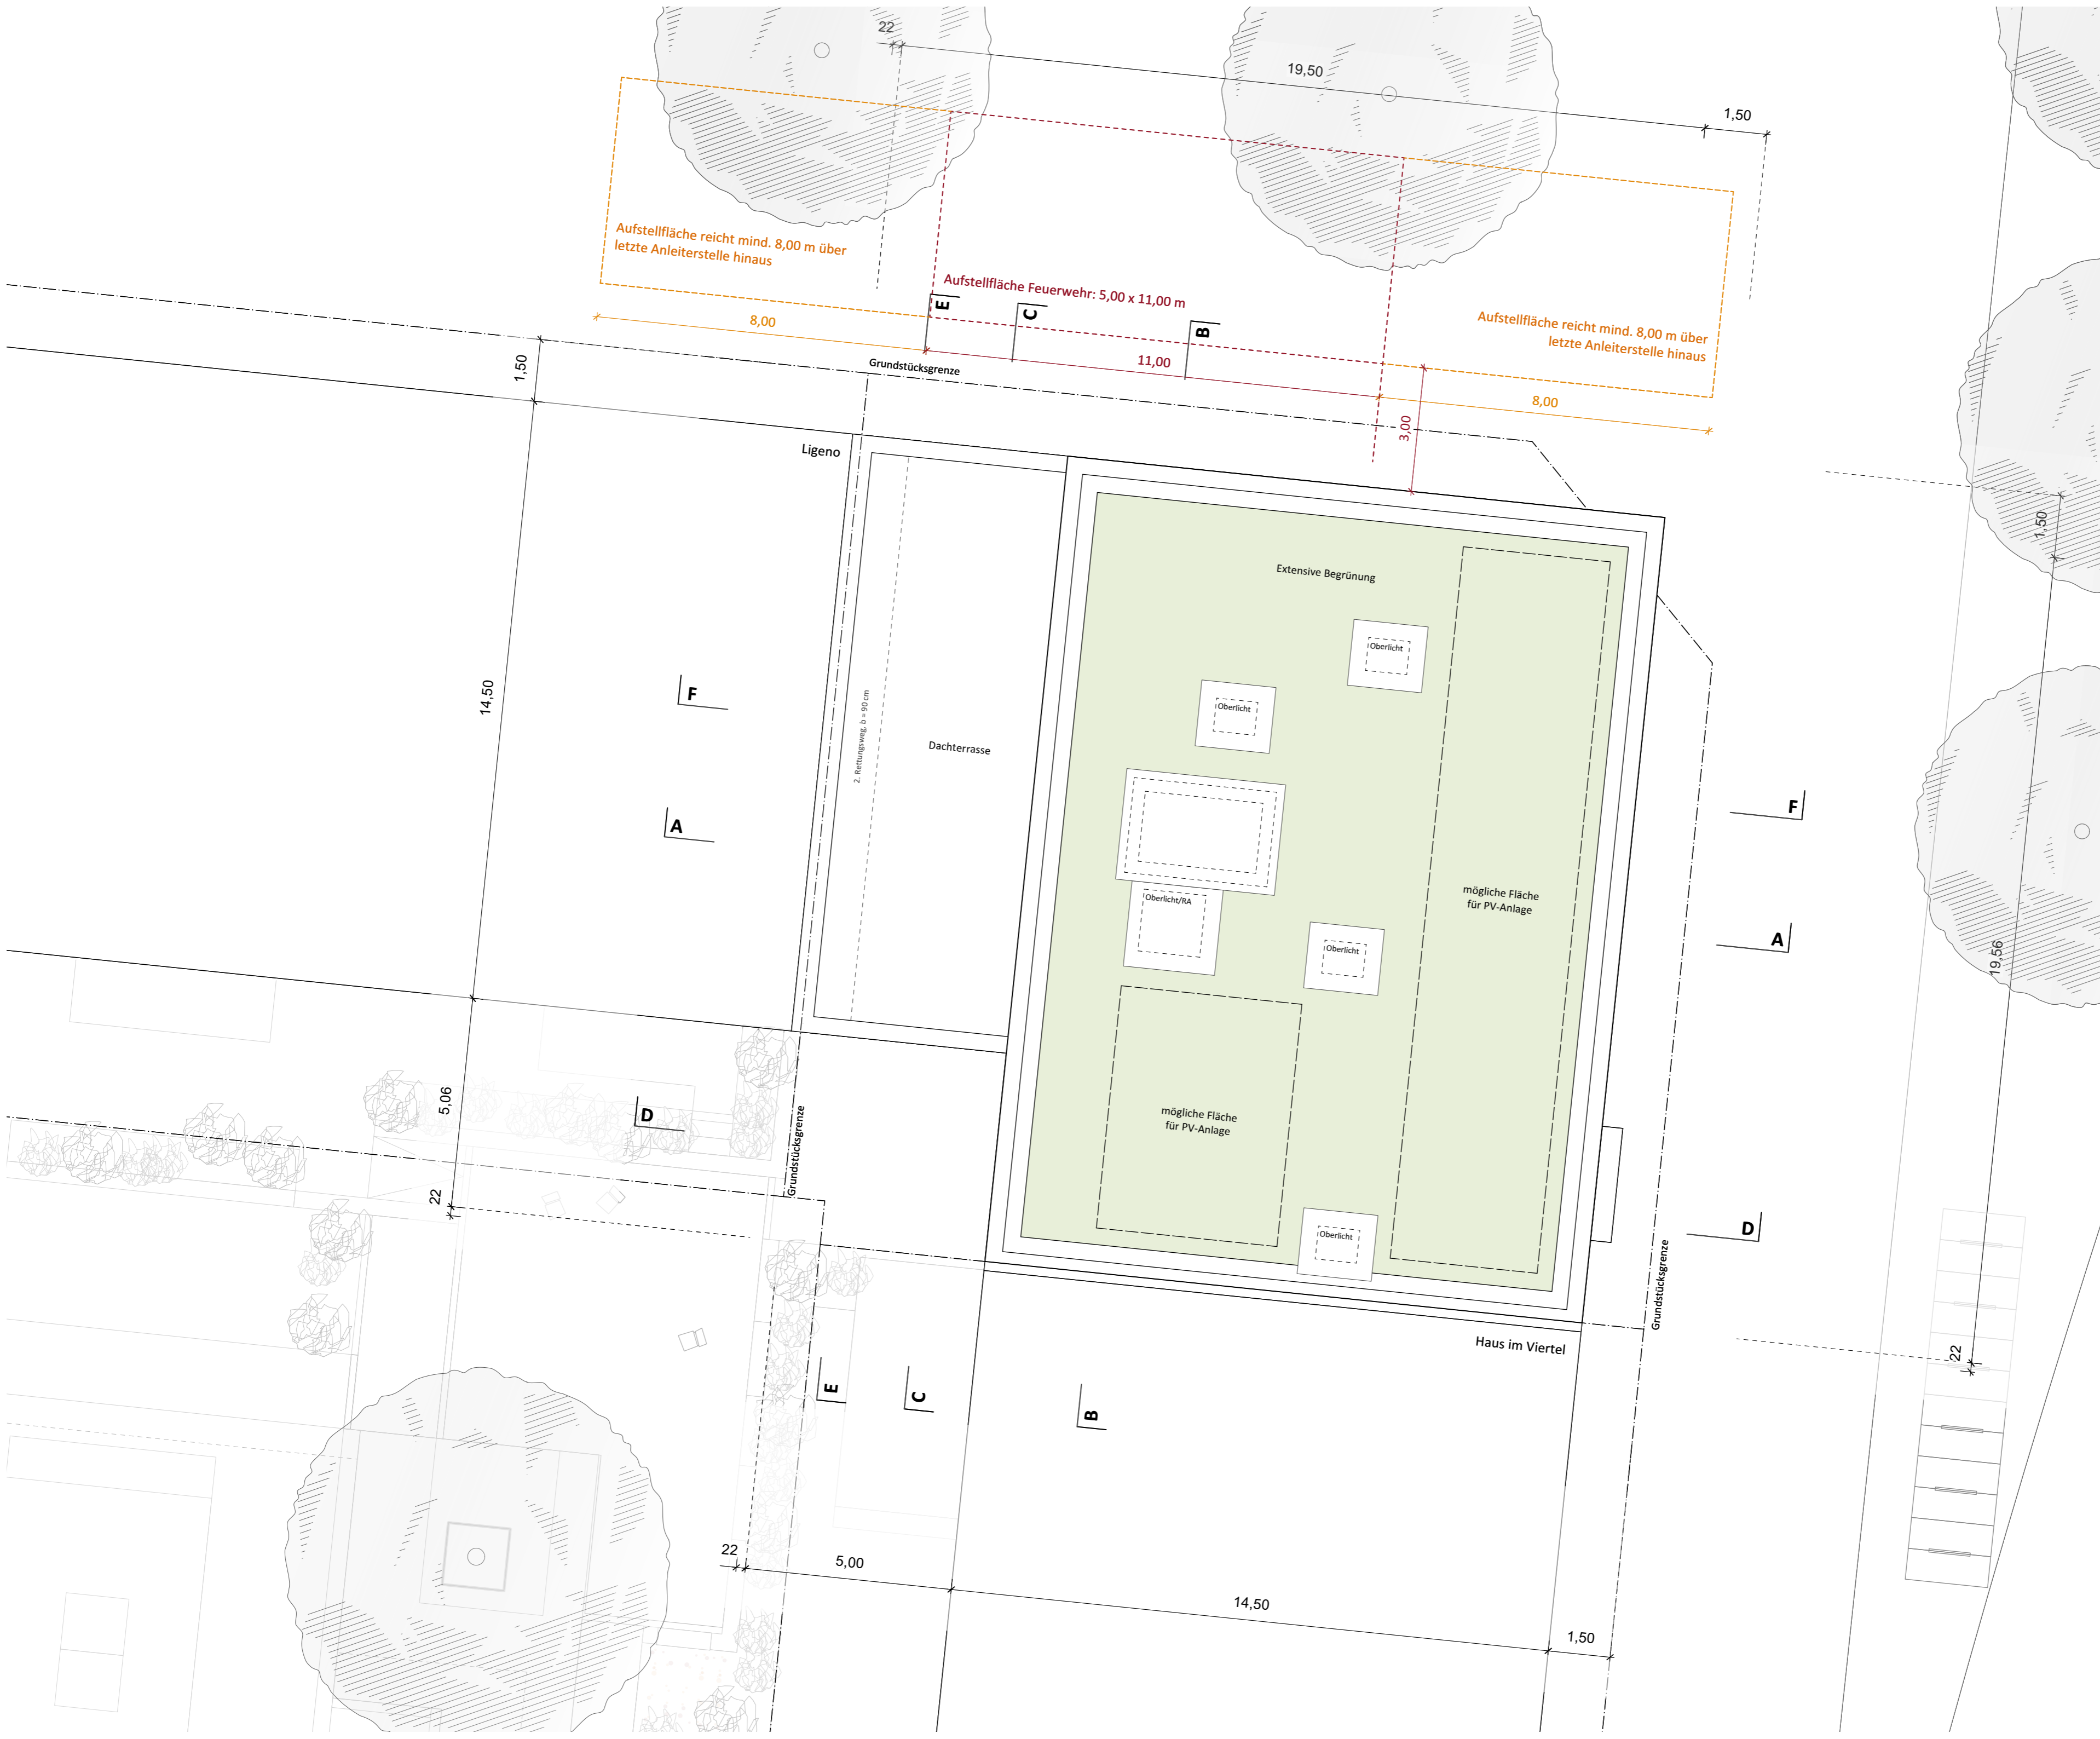 22
19,50
1,50
Aufstellfläche reicht mind. 8,00 m über
letzte Anleiterstelle hinaus
Aufstellfläche Feuerwehr: 5,00 x 11,00 m
E
C
B
8,00
11,00
Aufstellfläche reicht mind. 8,00 m über
letzte Anleiterstelle hinaus
8,00
3,00
1,50
Grundstücksgrenze
Ligeno
1,50
Extensive Begrünung
Oberlicht
Oberlicht
14,50
F
2. Rettungsweg, b = 90 cm
Dachterrasse
F
A
Oberlicht/RA
mögliche Fläche
für PV-Anlage
Oberlicht
A
19,56
5,06
D
Grundstücksgrenze
mögliche Fläche
für PV-Anlage
22
Oberlicht
D
Grundstücksgrenze
Haus im Viertel
22
E
C
B
22
5,00
14,50
1,50